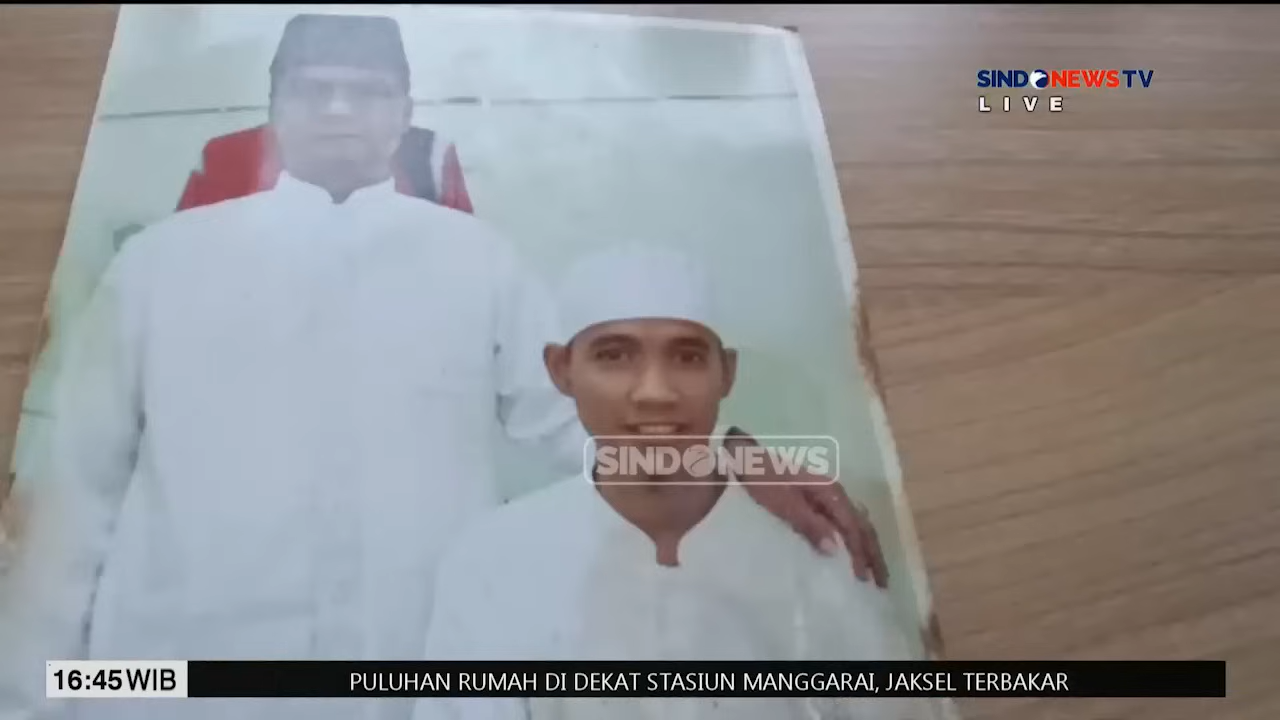 SINDONEWS TV
LIVE
SINDONEWS
16:45 WIB
PULUHAN RUMAH DI DEKAT STASIUN MANGGARAI, JAKSEL TERBAKAR